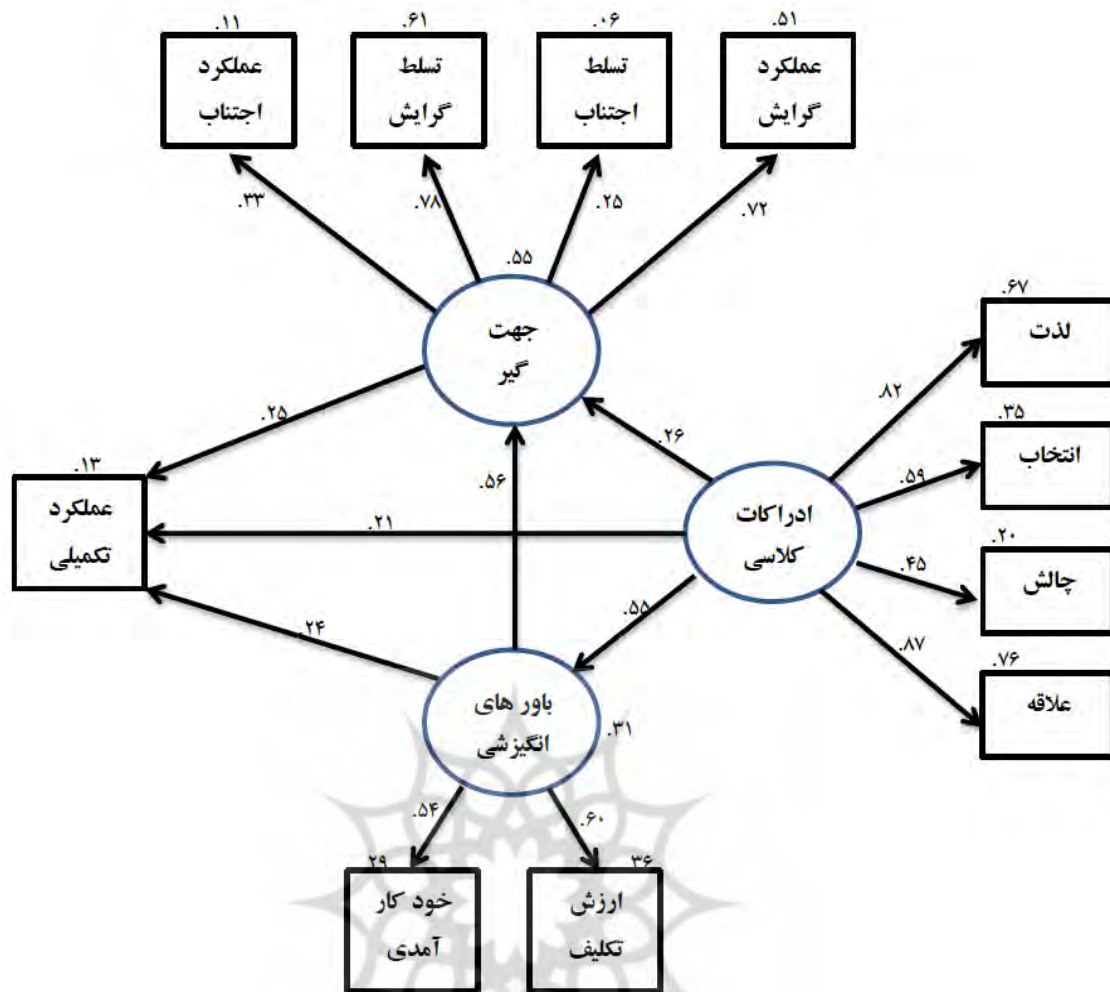 .۱۱
.۶۱
.۰۶
.۵۱
عملکرد
اجتناب
تسلط
گرایش
تسلط
اجتناب
عملکرد
گرایش
.۳۳
.۷۸
.۲۵
.۷۲
.۵۵
جهت
گیر
.۶۷
لذت
.۸۲
.۳۵
انتخاب
.۵۹
.۲۰
چالش
.۴۵
.۷۶
علاقه
.۸۷
.۲۶
ادراکات
کلاسی
.۲۵
.۵۶
.۱۳
عملکرد
تکمیلی
.۲۱
.۲۴
.۵۵
باور های
انگیزشی
.۳۱
.۵۴
.۶۰
.۲۹
خود کار
آمدی
.۳۶
ارزش
تکلیف